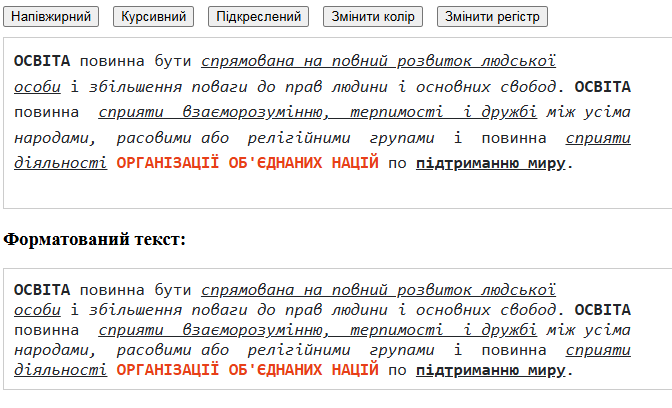 Напівжирний Курсивний Підкреслений Змінити колір Змінити регістр
ОСВІТА повинна бути спрямована на повний розвиток людської
особи і збільшення поваги до прав людини і основних свобод. ОСВІТА
повинна сприяти взаєморозумінню, терпимості і дружбі між усіма
народами, расовими або релігійними групами і повинна сприяти
діяльності ОРГАНІЗАЦІЇ ОБ'ЄДНАНИХ НАЦІЙ по підтриманню миру.
Форматований текст:
ОСВІТА повинна бути спрямована на повний розвиток людської
особи і збільшення поваги до прав людини і основних свобод. ОСВІТА
повинна сприяти взаєморозумінню, терпимості і дружбі між усіма
народами, расовими або релігійними групами і повинна сприяти
діяльності ОРГАНІЗАЦІЇ ОБ'ЄДНАНИХ НАЦІЙ по підтриманню миру.